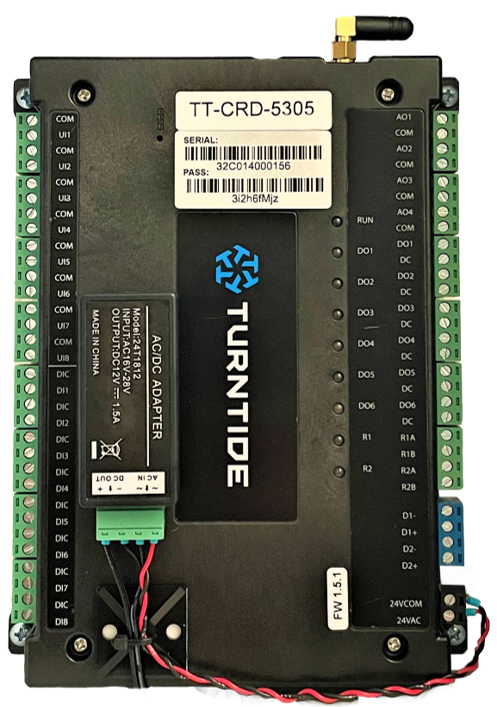 TT-CRD-5305
SERIAL:
32C014000156
PASS:
3i2h6fMjz
COM
UI1
COM
UI2
COM
UI3
COM
UI4
COM
UI5
COM
UI6
COM
UI7
COM
UI8
DIC
DI1
DIC
DI2
DIC
DI3
DIC
DI4
DIC
DI5
DIC
DI6
DIC
DI7
DIC
DI8
AC/DC ADAPTER
Model:24T1812
INPUT:AC16V-28V
OUTPUT:DC12V ⎓ 1.5A
MADE IN CHINA
AC IN
DC OUT
~ ~ - +
TURNTIDE
RUN
DO1
DO2
DO3
DO4
DO5
DO6
R1
R2
AO1
COM
AO2
COM
AO3
COM
AO4
COM
DO1
DC
DO2
DC
DO3
DC
DO4
DC
DO5
DC
DO6
DC
R1A
R1B
R2A
R2B
D1-
D1+
D2-
D2+
24VCOM
24VAC
FW 1.5.1